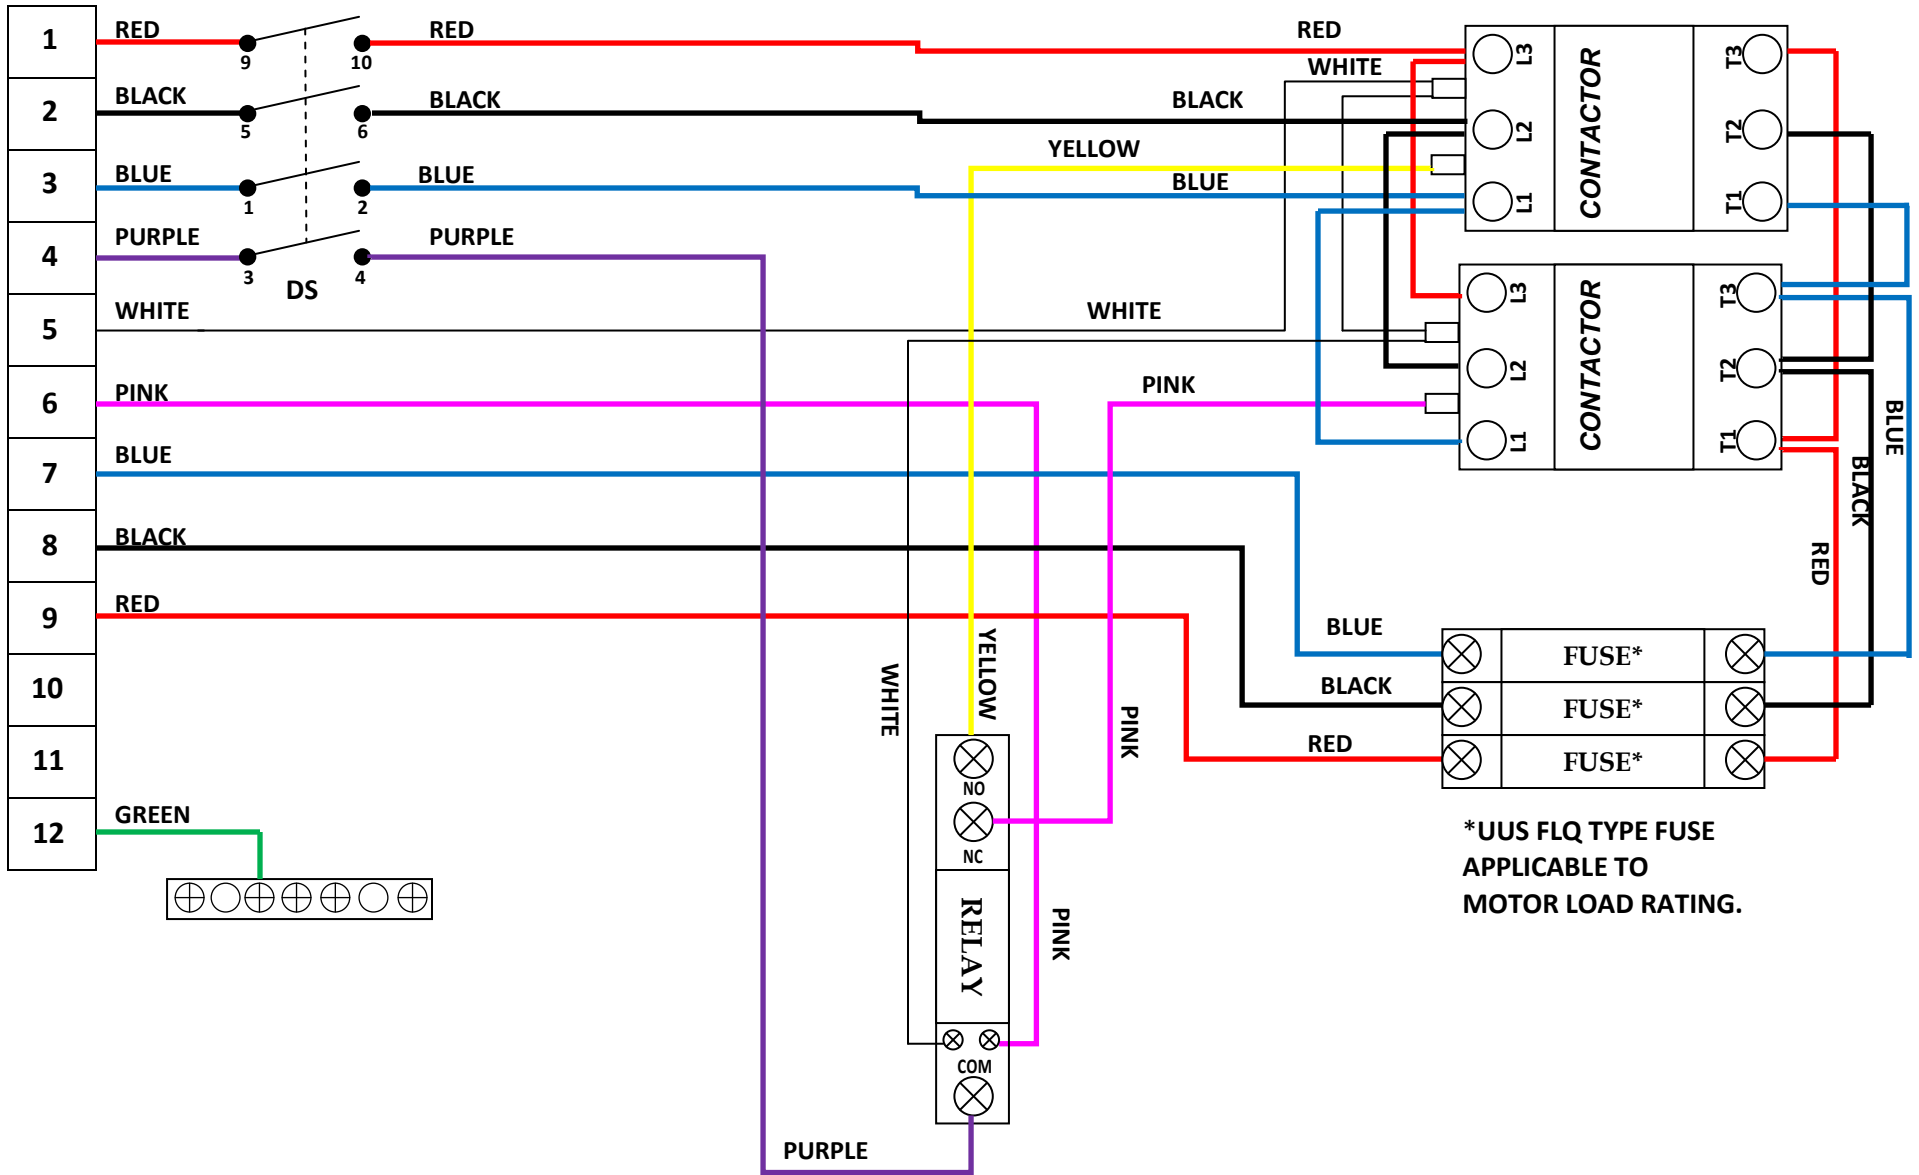 1
RED
9
10
RED
RED
WHITE
2
BLACK
5
6
BLACK
BLACK
YELLOW
3
BLUE
1
2
BLUE
BLUE
4
PURPLE
3
4
PURPLE
DS
5
WHITE
WHITE
6
PINK
PINK
7
BLUE
8
BLACK
9
RED
10
11
12
GREEN
L3
L2
L1
CONTACTOR
T3
T2
T1
L3
L2
L1
CONTACTOR
T3
T2
T1
BLUE
BLACK
RED
BLUE
BLACK
RED
FUSE*
FUSE*
FUSE*
*UUS FLQ TYPE FUSE
APPLICABLE TO
MOTOR LOAD RATING.
WHITE
YELLOW
PINK
NO
NC
RELAY
PINK
COM
PURPLE